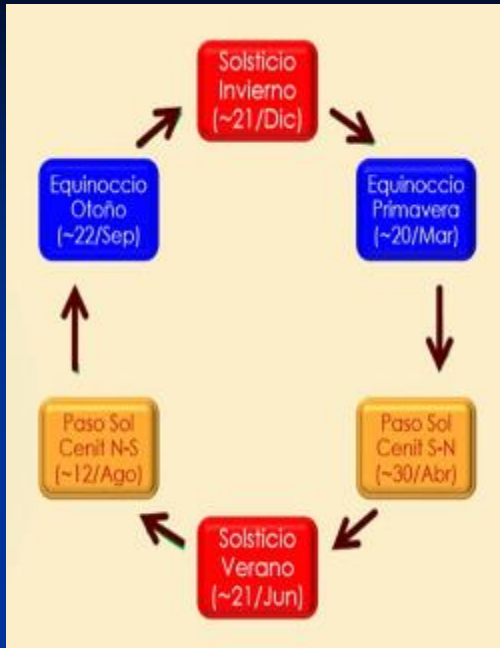 Solsticio
Invierno
(~21/Dic)
Equinoccio
Otoño
(~22/Sep)
Equinoccio
Primavera
(~20/Mar)
Paso Sol
Cenit N-S
(~12/Ago)
Paso Sol
Cenit S-N
(~30/Abr)
Solsticio
Verano
(~21/Jun)